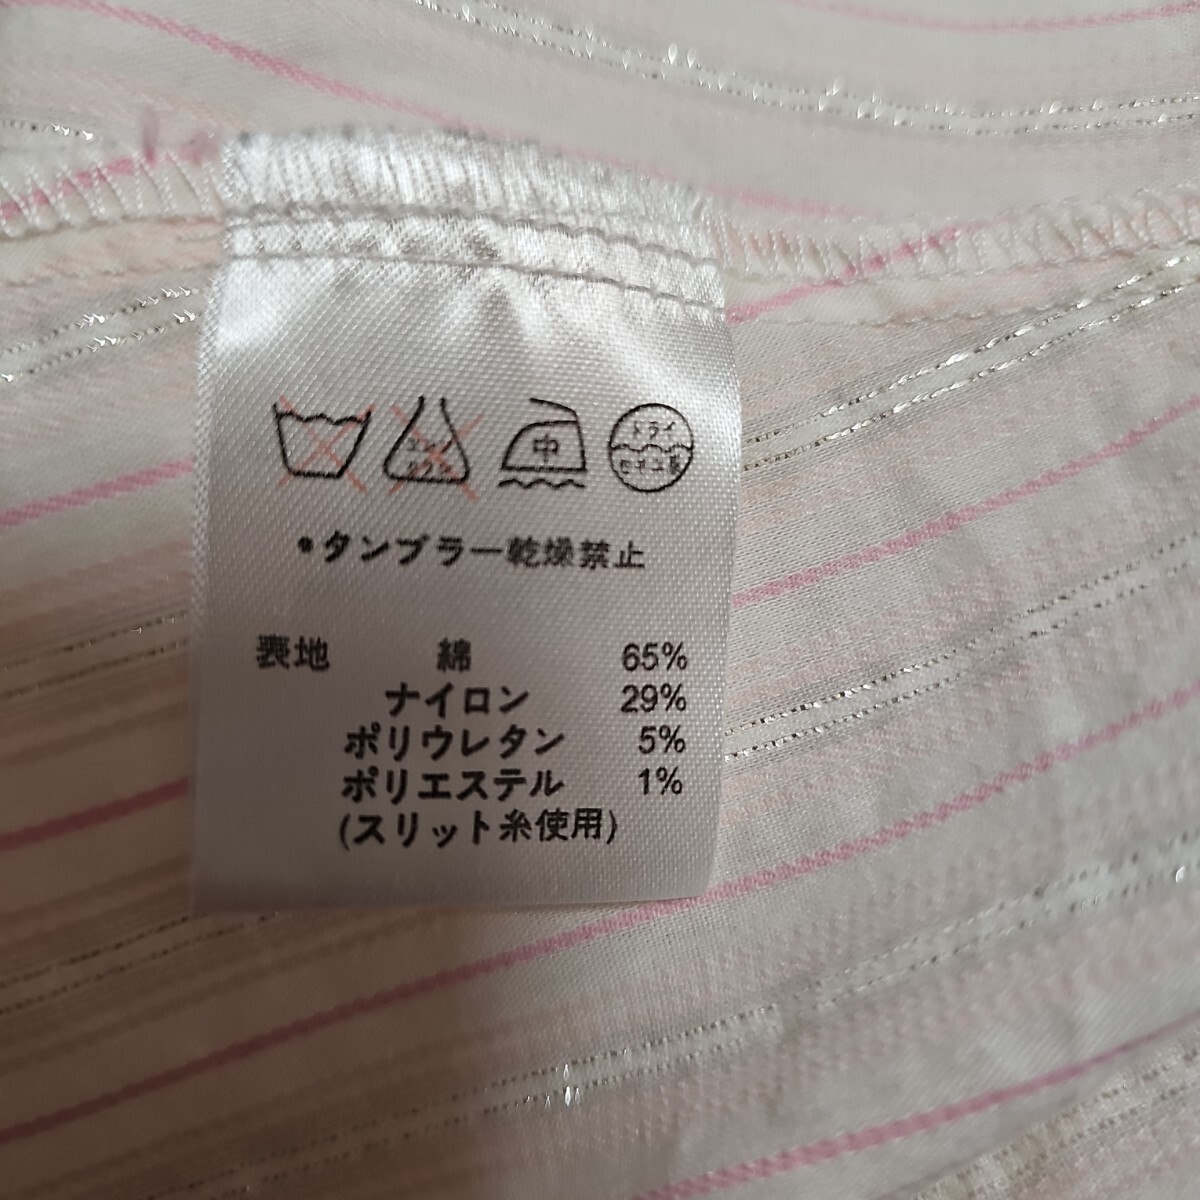 中 ドライ
セキユ系
•タンブラー乾燥禁止
表地 綿 65%
ナイロン 29%
ポリウレタン 5%
ポリエステル 1%
(スリット糸使用)